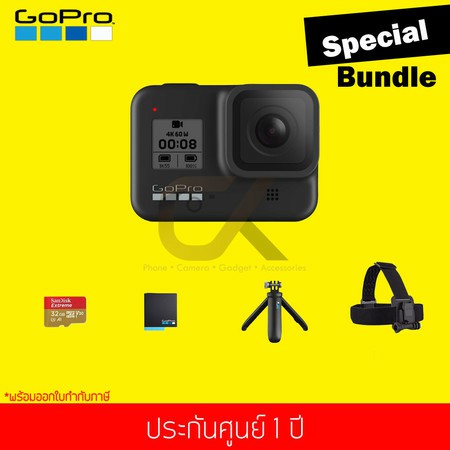 GoPro
Special
Bundle
4K 60 W
00:08
GoPro
Phone • Camera • Gadget • Accessories
SanDisk
Extreme
32 GB
*พร้อมออกใบกำกับภาษี
ประกันศูนย์ 1 ปี